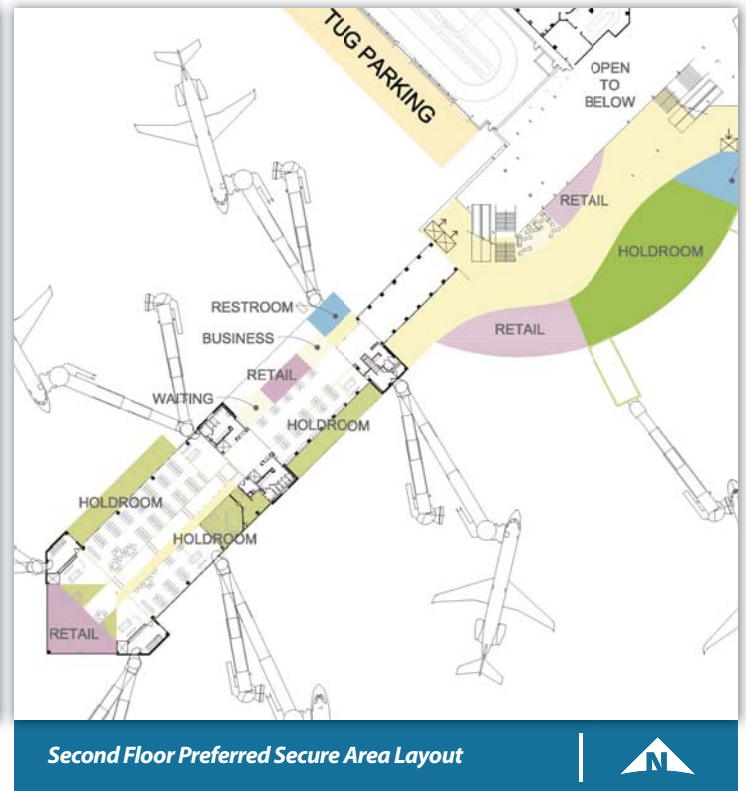 TUG PARKING
OPEN
TO
BELOW
RETAIL
HOLDROOM
RETAIL
RESTROOM
BUSINESS
RETAIL
WAITING
HOLDROOM
HOLDROOM
HOLDROOM
RETAIL
Second Floor Preferred Secure Area Layout
N